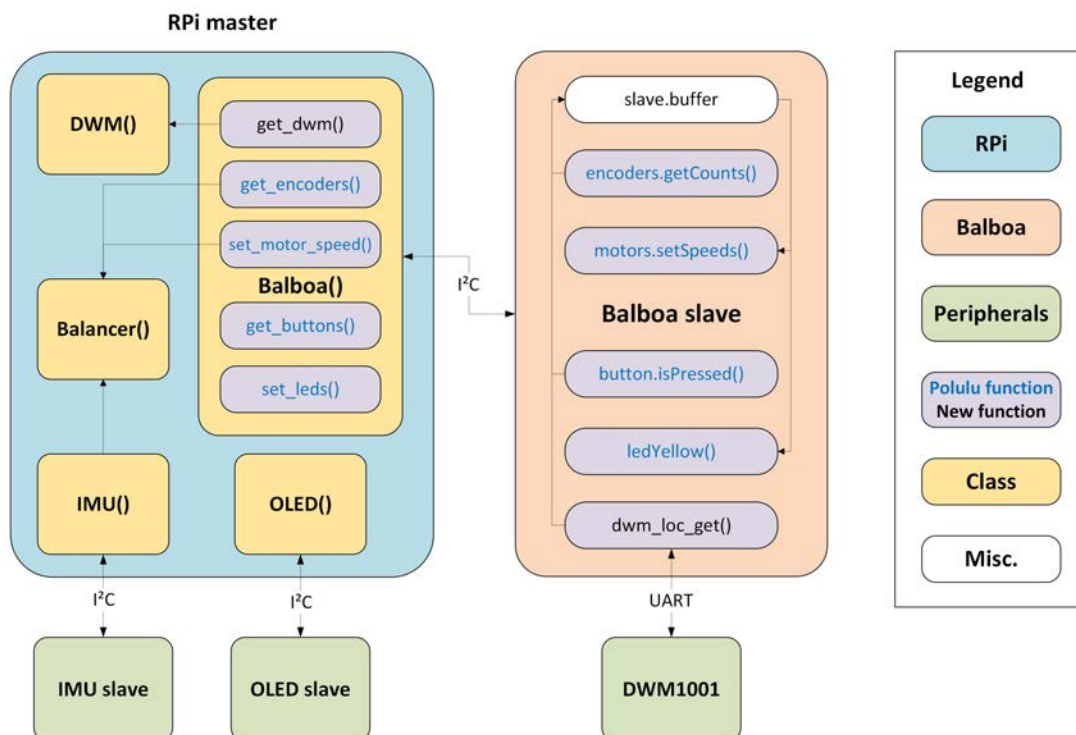 RPi master
DWM()
get_dwm()
get_encoders()
set_motor_speed()
Balboa()
get_buttons()
set_leds()
Balancer()
IMU()
OLED()
I²C
slave.buffer
encoders.getCounts()
motors.setSpeeds()
Balboa slave
button.isPressed()
ledYellow()
dwm_loc_get()
I²C
I²C
UART
IMU slave
OLED slave
DWM1001
Legend
RPi
Balboa
Peripherals
Polulu function
New function
Class
Misc.